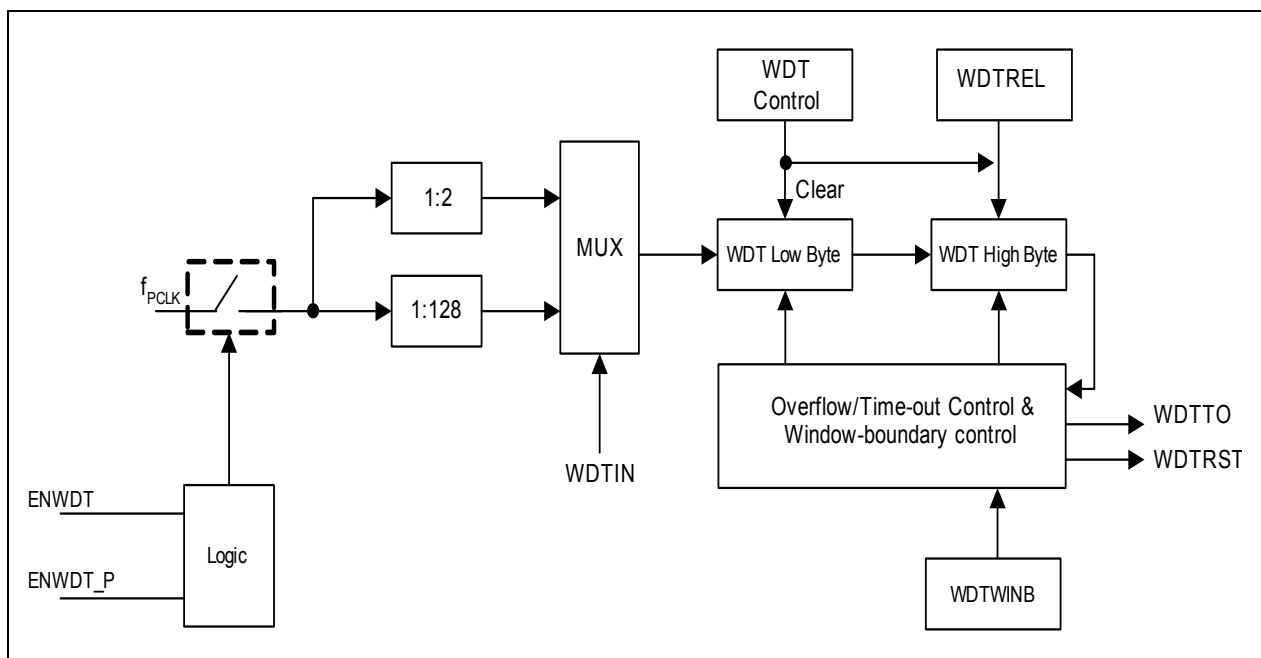 WDT
Control
WDTREL
1:2
Clear
MUX
WDT Low Byte
WDT High Byte
fPCLK
1:128
Overflow/Time-out Control &
Window-boundary control
WDTTO
WDTRST
WDTIN
ENWDT
Logic
ENWDT_P
WDTWINB